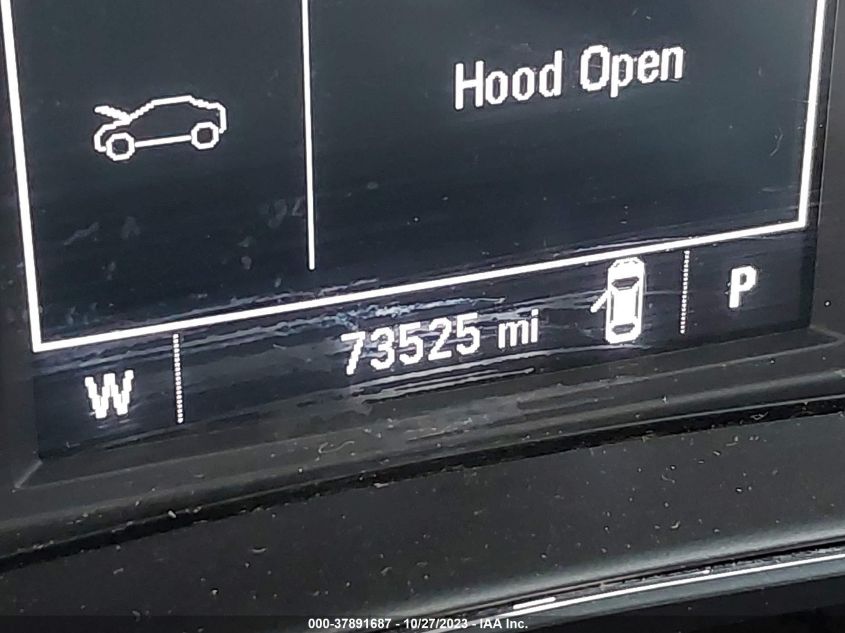 Hood Open
W 73525 mi P
000-37891687 - 10/27/2023 - IAA Inc.